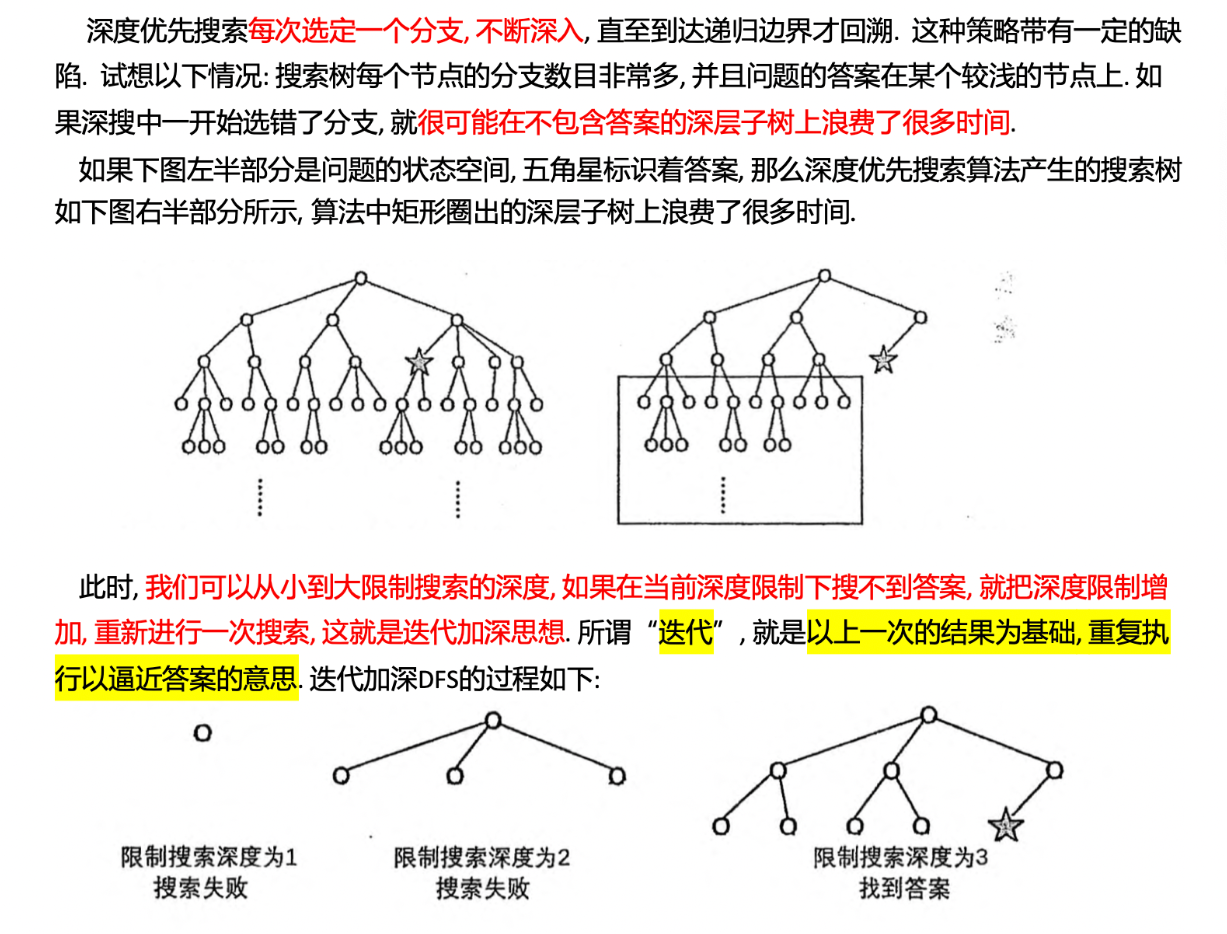 深度优先搜索每次选定一个分支, 不断深入, 直至到达递归边界才回溯. 这种策略带有一定的缺
陷. 试想以下情况: 搜索树每个节点的分支数目非常多, 并且问题的答案在某个较浅的节点上. 如
果深搜中一开始选错了分支, 就很可能在不包含答案的深层子树上浪费了很多时间.
如果下图左半部分是问题的状态空间, 五角星标识着答案, 那么深度优先搜索算法产生的搜索树
如下图右半部分所示, 算法中矩形圈出的深层子树上浪费了很多时间.
此时, 我们可以从小到大限制搜索的深度, 如果在当前深度限制下搜不到答案, 就把深度限制增
加, 重新进行一次搜索, 这就是迭代加深思想. 所谓“迭代”, 就是以上一次的结果为基础, 重复执
行以逼近答案的意思. 迭代加深DFS的过程如下:
限制搜索深度为1
搜索失败
限制搜索深度为2
搜索失败
限制搜索深度为3
找到答案